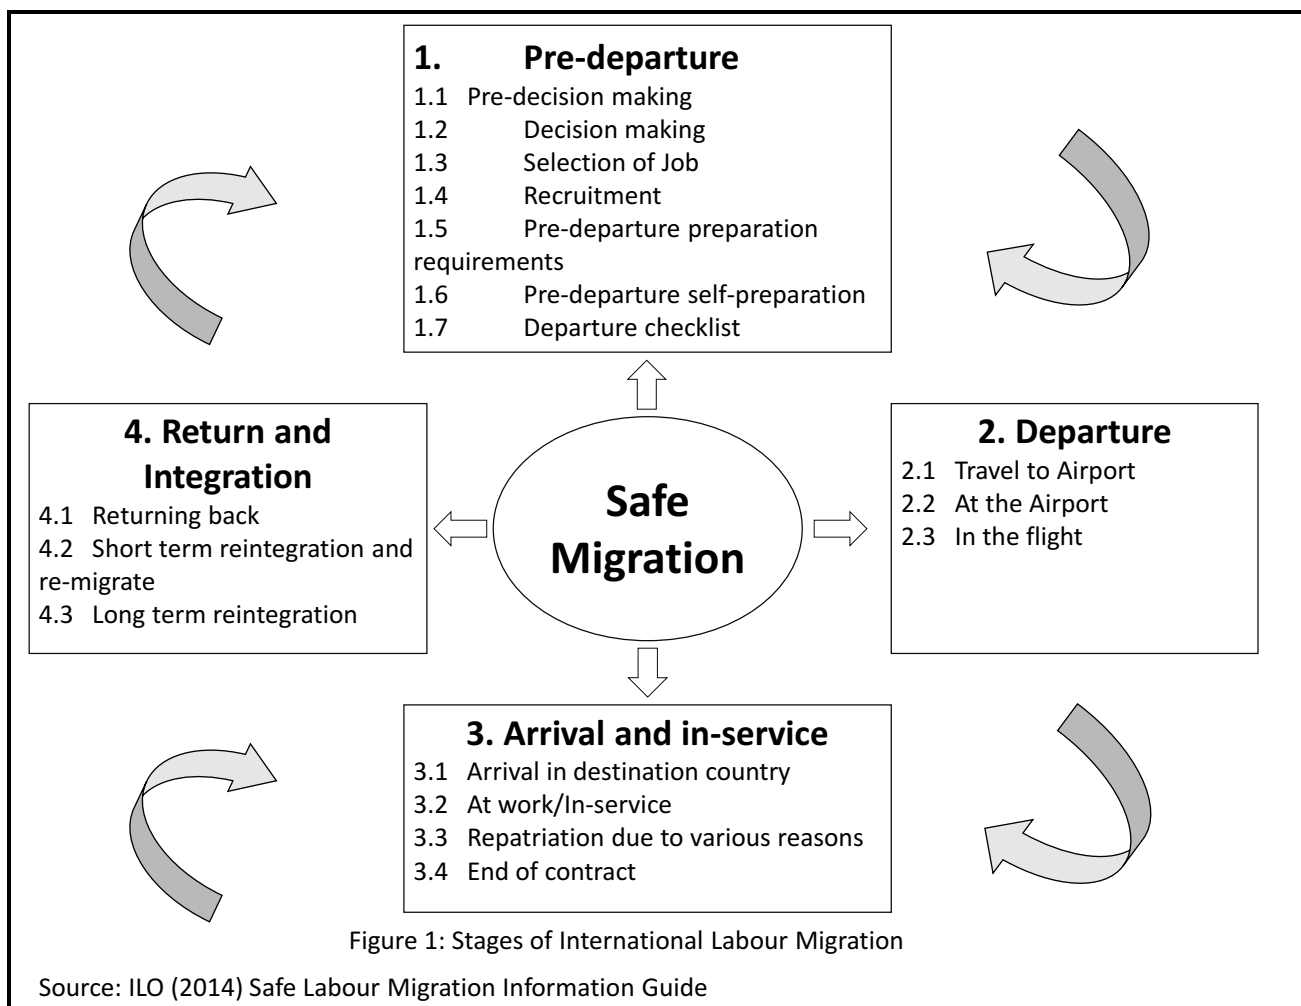 1. Pre-departure
1.1 Pre-decision making
1.2 Decision making
1.3 Selection of Job
1.4 Recruitment
1.5 Pre-departure preparation
requirements
1.6 Pre-departure self-preparation
1.7 Departure checklist
4. Return and
Integration
4.1 Returning back
4.2 Short term reintegration and
re-migrate
4.3 Long term reintegration
Safe
Migration
2. Departure
2.1 Travel to Airport
2.2 At the Airport
2.3 In the flight
3. Arrival and in-service
3.1 Arrival in destination country
3.2 At work/In-service
3.3 Repatriation due to various reasons
3.4 End of contract
Figure 1: Stages of International Labour Migration
Source: ILO (2014) Safe Labour Migration Information Guide